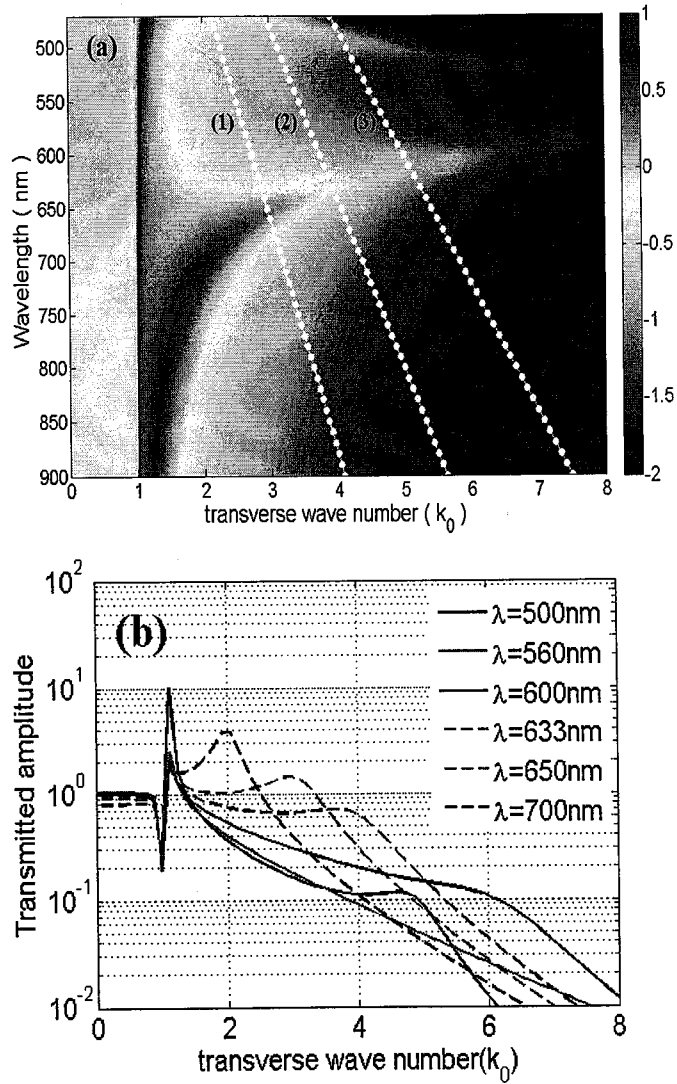 (a)
500
550
600
650
700
750
800
850
900
Wavelength ( nm )
(1)
(2)
(3)
0 1 2 3 4 5 6 7 8
transverse wave number ( k0 )
1
0.5
0
-0.5
-1
-1.5
-2
(b)
10^2
10^1
10^0
10^-1
10^-2
Transmitted amplitude
λ=500nm
λ=560nm
λ=600nm
λ=633nm
λ=650nm
λ=700nm
0 2 4 6 8
transverse wave number(k0)